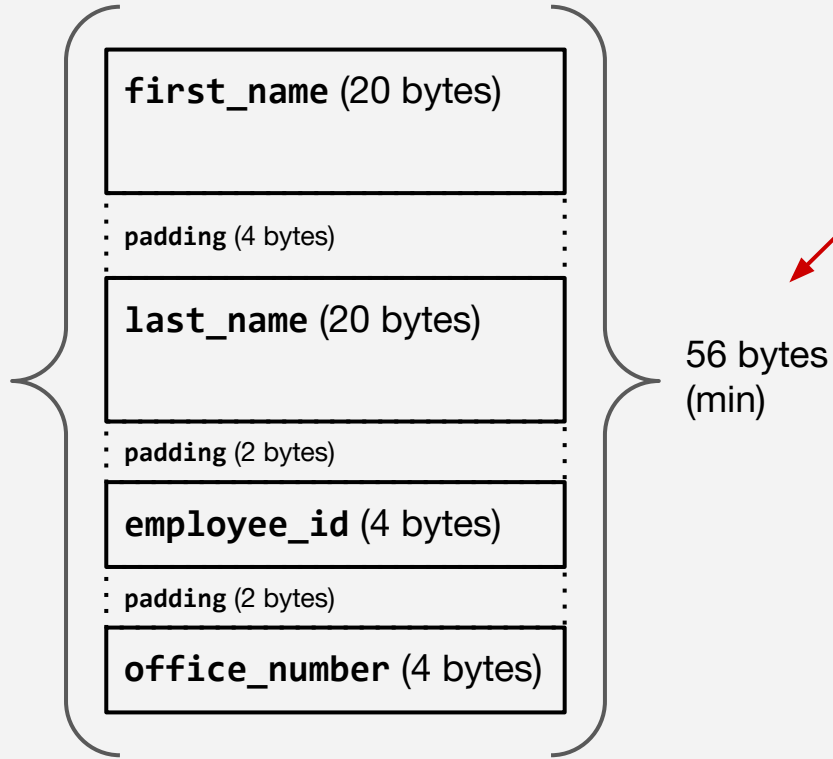 first_name (20 bytes)
padding (4 bytes)
last_name (20 bytes)
padding (2 bytes)
employee_id (4 bytes)
padding (2 bytes)
office_number (4 bytes)
56 bytes
(min)